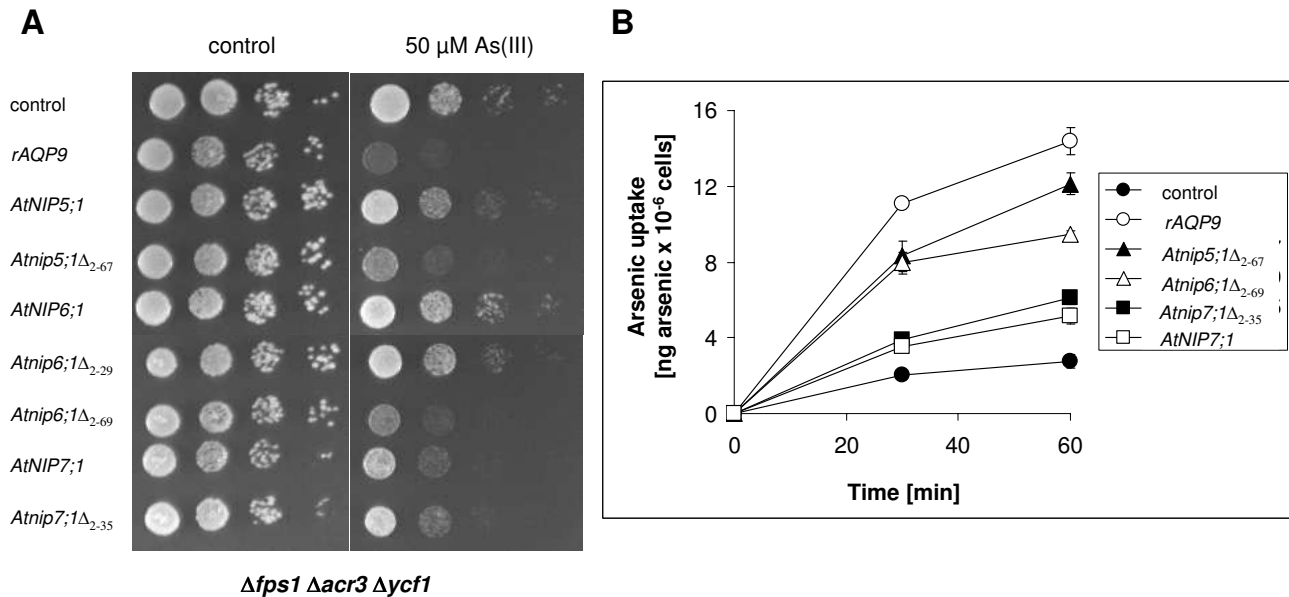 A
control 50 µM As(III)
control
rAQP9
AtNIP5;1
Atnip5;1Δ2-67
AtNIP6;1
Atnip6;1Δ2-29
Atnip6;1Δ2-69
AtNIP7;1
Atnip7;1Δ2-35
Δfps1 Δacr3 Δycf1
B
Arsenic uptake
[ng arsenic x 10-6 cells]
16
12
8
4
0
0 20 40 60
Time [min]
control
rAQP9
Atnip5;1Δ2-67
Atnip6;1Δ2-69
Atnip7;1Δ2-35
AtNIP7;1